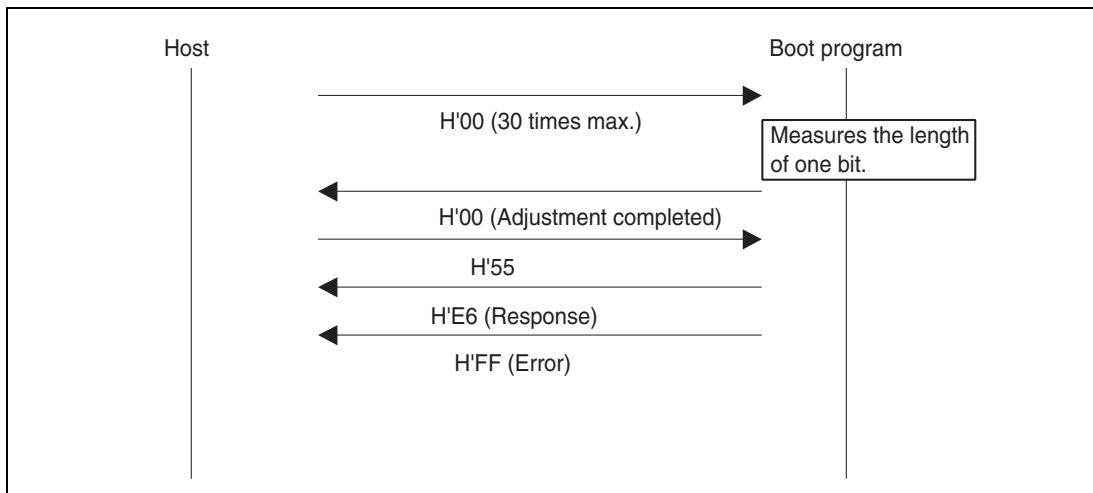 Host
Boot program
H'00 (30 times max.)
Measures the length
of one bit.
H'00 (Adjustment completed)
H'55
H'E6 (Response)
H'FF (Error)